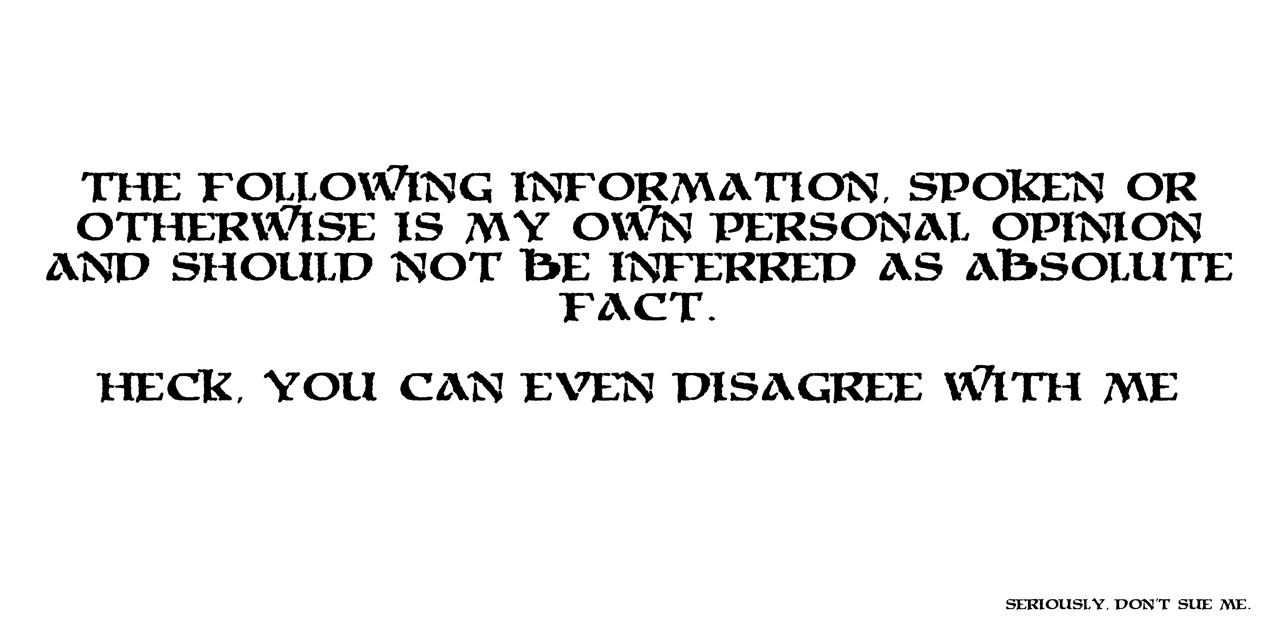 THE FOLLOWING INFORMATION, SPOKEN OR
OTHERWISE IS MY OWN PERSONAL OPINION
AND SHOULD NOT BE INFERRED AS ABSOLUTE
FACT.
HECK, YOU CAN EVEN DISAGREE WITH ME
SERIOUSLY, DON'T SUE ME.